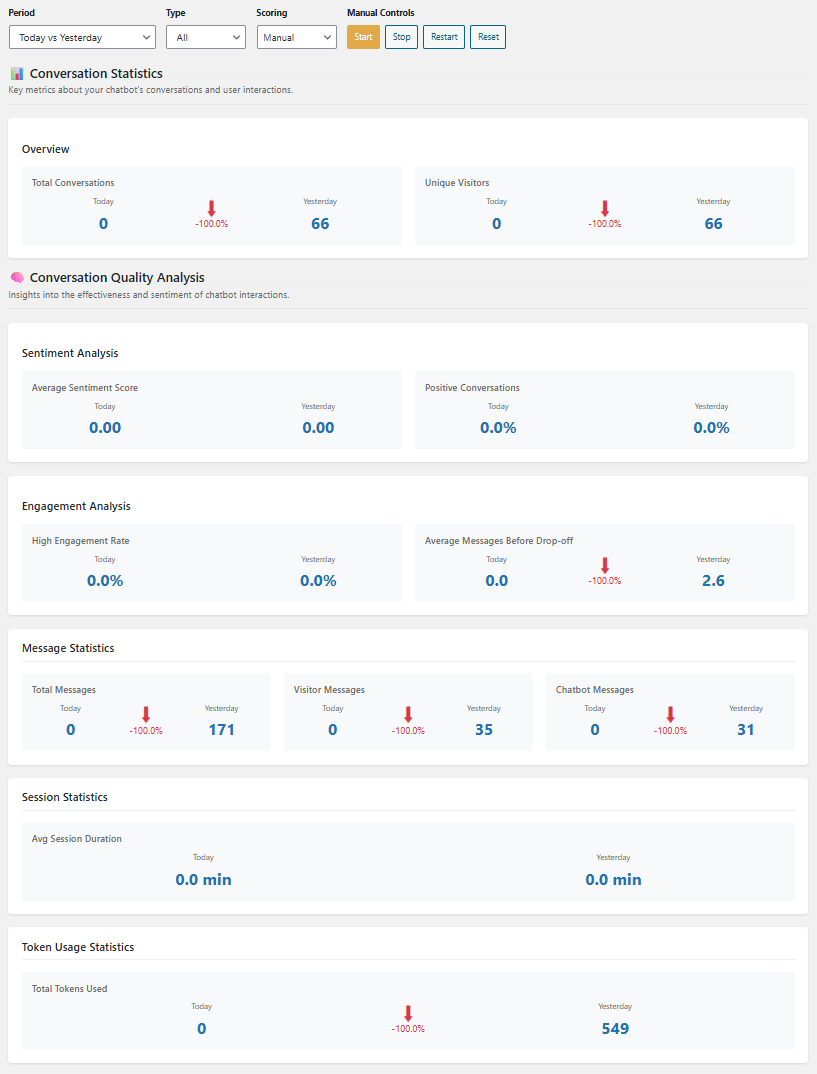 Period Type Scoring Manual Controls
Today vs Yesterday All Manual Start Stop Restart Reset
Conversation Statistics
Key metrics about your chatbot's conversations and user interactions.
Overview
Total Conversations Unique Visitors
Today Yesterday Today Yesterday
0 -100.0% 66 0 -100.0% 66
Conversation Quality Analysis
Insights into the effectiveness and sentiment of chatbot interactions.
Sentiment Analysis
Average Sentiment Score Positive Conversations
Today Yesterday Today Yesterday
0.00 0.00 0.0% 0.0%
Engagement Analysis
High Engagement Rate Average Messages Before Drop-off
Today Yesterday Today Yesterday
0.0% 0.0% 0.0 -100.0% 2.6
Message Statistics
Total Messages Visitor Messages Chatbot Messages
Today Yesterday Today Yesterday Today Yesterday
0 -100.0% 171 0 -100.0% 35 0 -100.0% 31
Session Statistics
Avg Session Duration
Today Yesterday
0.0 min 0.0 min
Token Usage Statistics
Total Tokens Used
Today Yesterday
0 -100.0% 549